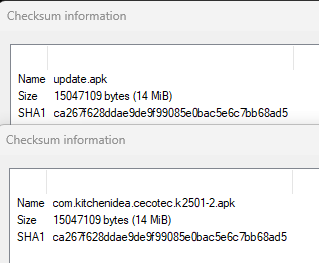 Checksum information
Name update.apk
Size 15047109 bytes (14 MiB)
SHA1 ca267f628ddae9de9f99085e0bac5e6c7bb68ad5
Checksum information
Name com.kitchenidea.cecotec.k2501-2.apk
Size 15047109 bytes (14 MiB)
SHA1 ca267f628ddae9de9f99085e0bac5e6c7bb68ad5